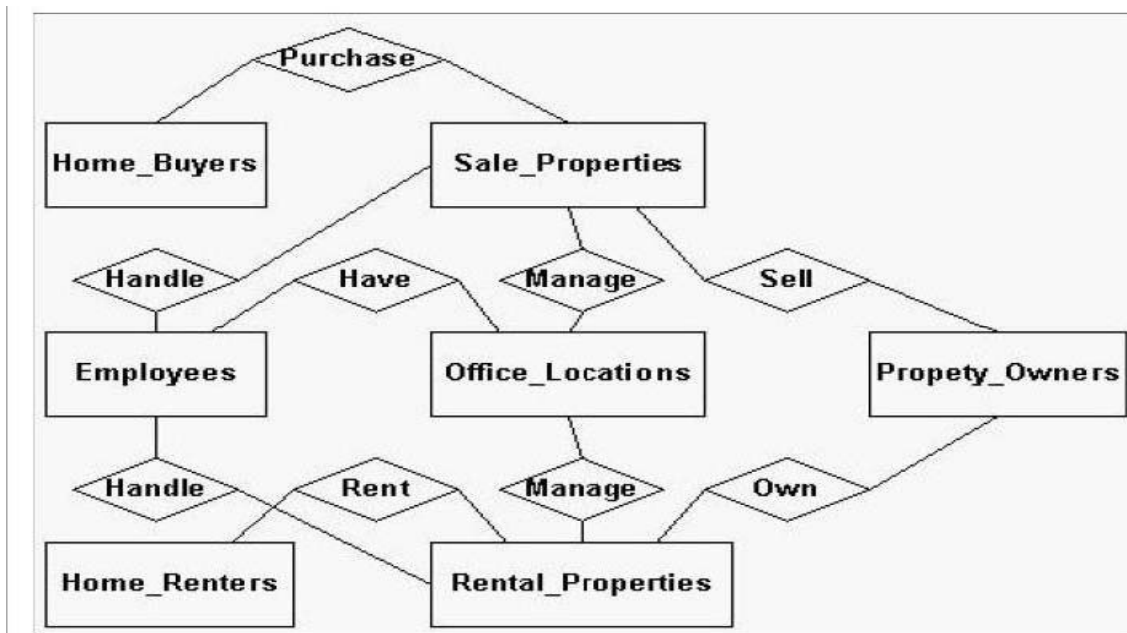 Purchase
Home_Buyers
Sale_Properties
Handle
Have
Manage
Sell
Employees
Office_Locations
Propety_Owners
Handle
Rent
Manage
Own
Home_Renters
Rental_Properties